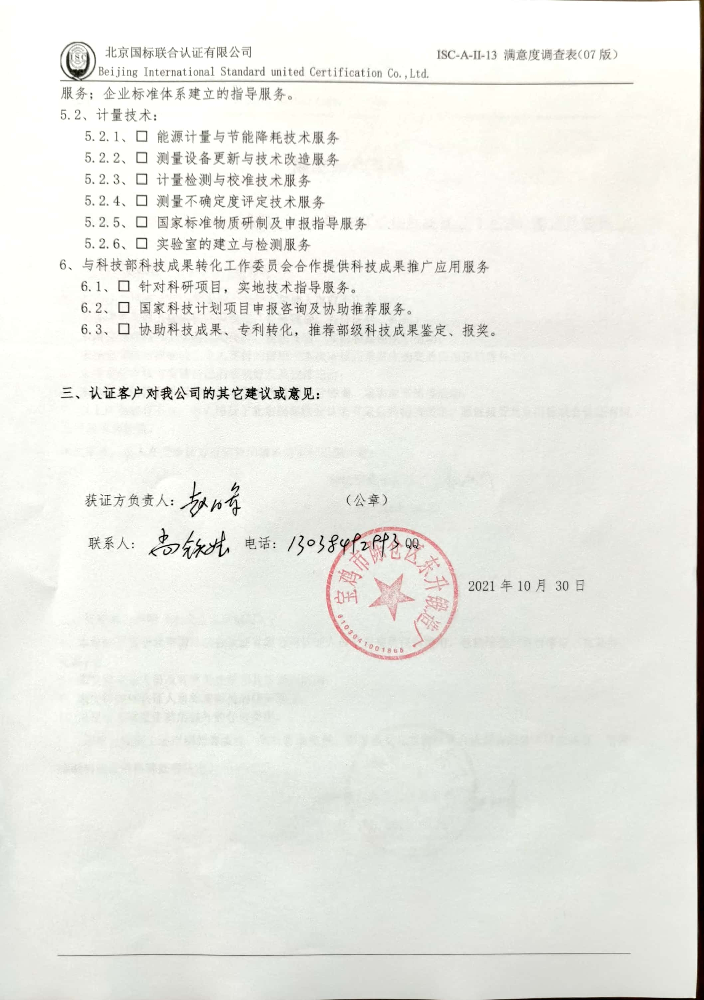 ISC
北京国标联合认证有限公司
ISC-A-II-13 满意度调查表(07版)
Beijing International Standard united Certification Co.,Ltd.
服务；企业标准体系建立的指导服务。
5.2、计量技术：
5.2.1、□ 能源计量与节能降耗技术服务
5.2.2、□ 测量设备更新与技术改造服务
5.2.3、□ 计量检测与校准技术服务
5.2.4、□ 测量不确定度评定技术服务
5.2.5、□ 国家标准物质研制及申报指导服务
5.2.6、□ 实验室的建立与检测服务
6、与科技部科技成果转化工作委员会合作提供科技成果推广应用服务
6.1、□ 针对科研项目，实地技术指导服务。
6.2、□ 国家科技计划项目申报咨询及协助推荐服务。
6.3、□ 协助科技成果、专利转化，推荐部级科技成果鉴定、报奖。
三、认证客户对我公司的其它建议或意见：
获证方负责人： （公章）
联系人： 电话： QQ
宝鸡市陈仓区东升锻造厂
6103041001865
2021 年 10 月 30 日